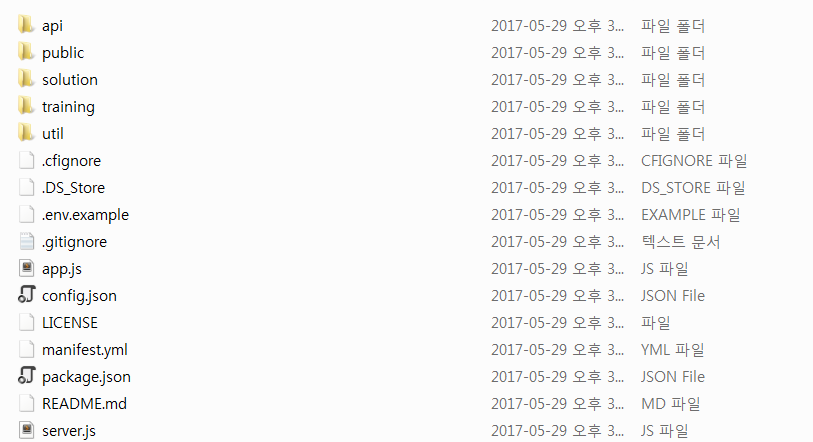 api 2017-05-29 오후 3... 파일 폴더
public 2017-05-29 오후 3... 파일 폴더
solution 2017-05-29 오후 3... 파일 폴더
training 2017-05-29 오후 3... 파일 폴더
util 2017-05-29 오후 3... 파일 폴더
.cfignore 2017-05-29 오후 3... CFIGNORE 파일
.DS_Store 2017-05-29 오후 3... DS_STORE 파일
.env.example 2017-05-29 오후 3... EXAMPLE 파일
.gitignore 2017-05-29 오후 3... 텍스트 문서
app.js 2017-05-29 오후 3... JS 파일
config.json 2017-05-29 오후 3... JSON File
LICENSE 2017-05-29 오후 3... 파일
manifest.yml 2017-05-29 오후 3... YML 파일
package.json 2017-05-29 오후 3... JSON File
README.md 2017-05-29 오후 3... MD 파일
server.js 2017-05-29 오후 3... JS 파일